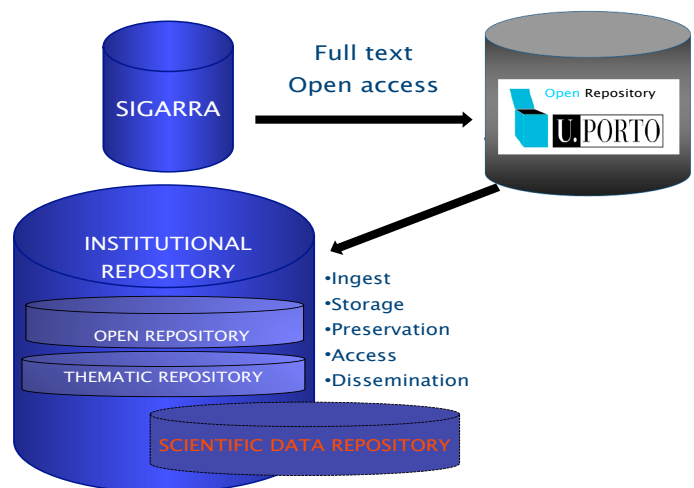 SIGARRA
Full text
Open access
Open Repository
U.PORTO
INSTITUTIONAL
REPOSITORY
OPEN REPOSITORY
THEMATIC REPOSITORY
•Ingest
•Storage
•Preservation
•Access
•Dissemination
SCIENTIFIC DATA REPOSITORY